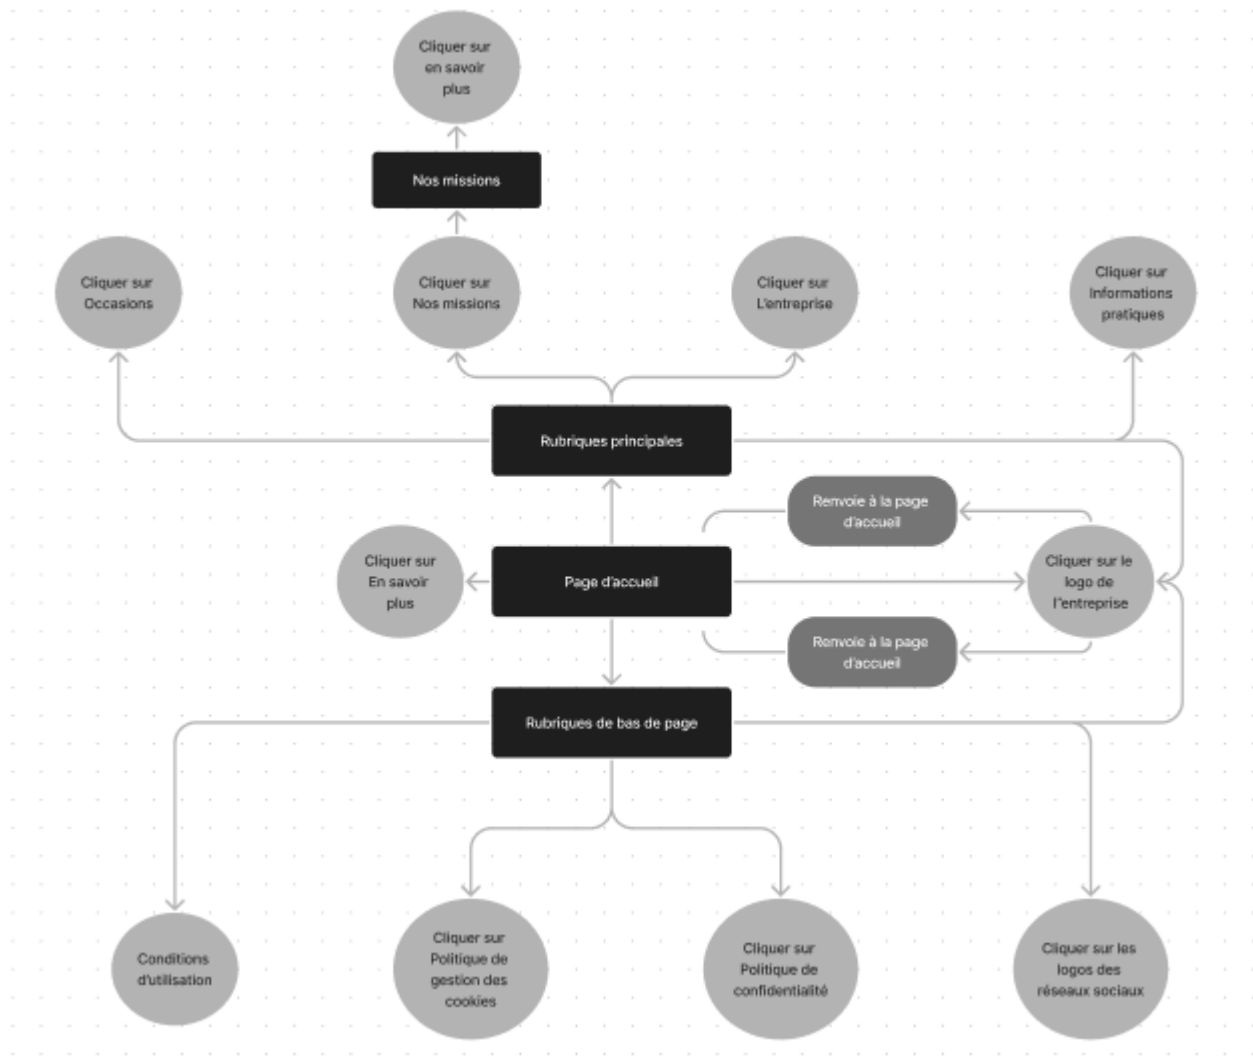 Cliquer sur
en savoir
plus
Nos missions
Cliquer sur
Occasions
Cliquer sur
Nos missions
Cliquer sur
L'entreprise
Cliquer sur
Informations
pratiques
Rubriques principales
Renvoie à la page
d'accueil
Cliquer sur
En savoir
plus
Page d'accueil
Cliquer sur le
logo de
l''entreprise
Renvoie à la page
d'accueil
Rubriques de bas de page
Conditions
d'utilisation
Cliquer sur
Politique de
gestion des
cookies
Cliquer sur
Politique de
confidentialité
Cliquer sur les
logos des
réseaux sociaux